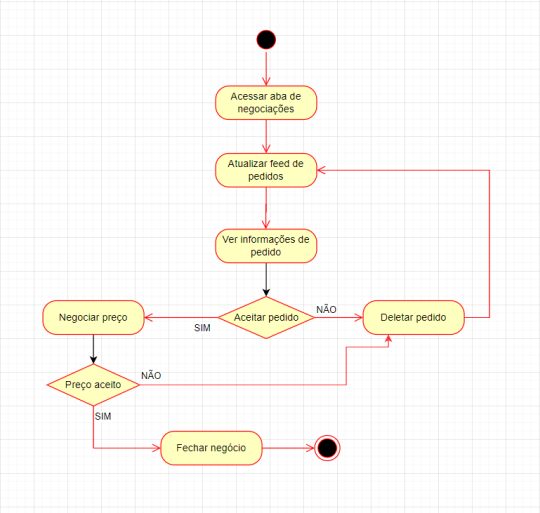 Acessar aba de
negociações
Atualizar feed de
pedidos
Ver informações de
pedido
Negociar preço
SIM
Aceitar pedido
NÃO
Deletar pedido
Preço aceito
NÃO
SIM
Fechar negócio